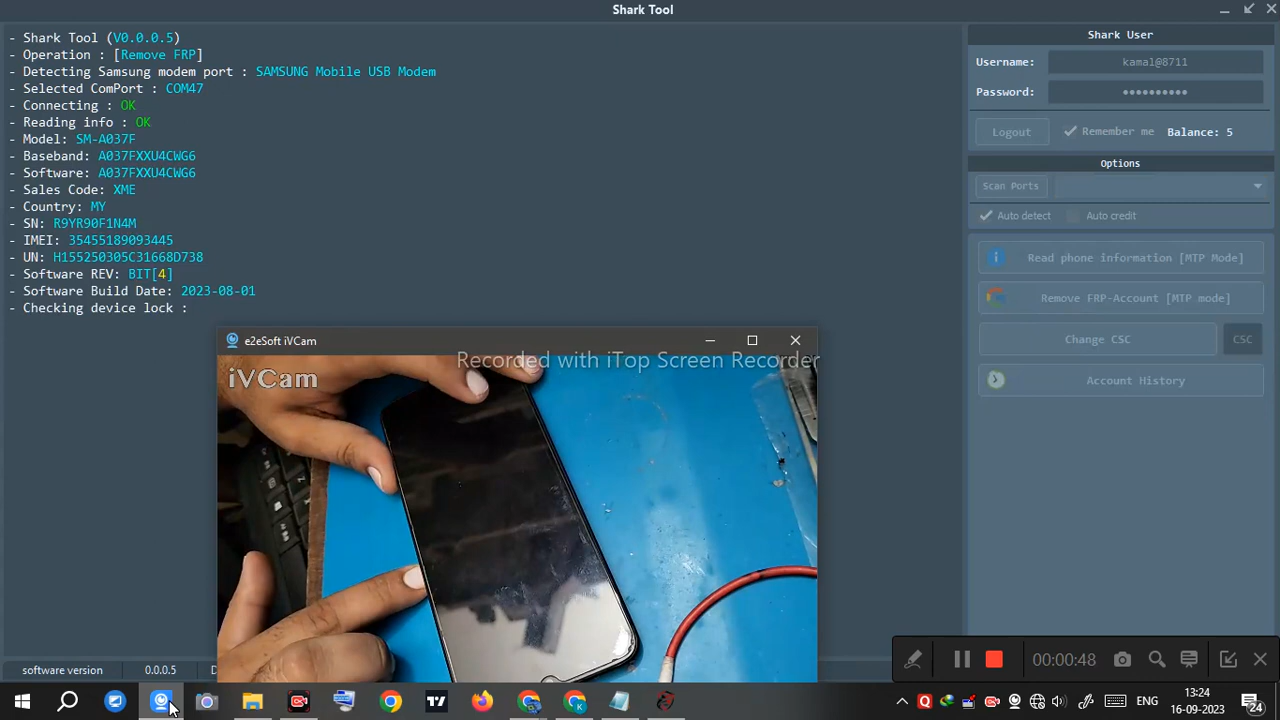 Shark Tool
- Shark Tool (V0.0.0.5)
- Operation : [Remove FRP]
- Detecting Samsung modem port : SAMSUNG Mobile USB Modem
- Selected ComPort : COM47
- Connecting : OK
- Reading info : OK
- Model: SM-A037F
- Baseband: A037FXXU4CWG6
- Software: A037FXXU4CWG6
- Sales Code: XME
- Country: MY
- SN: R9YR90F1N4M
- IMEI: 35455189093445
- UN: H155250305C31668D738
- Software REV: BIT[4]
- Software Build Date: 2023-08-01
- Checking device lock :
Shark User
Username: kamal@8711
Password: ••••••••••
Logout Remember me Balance: 5
Options
Scan Ports
Auto detect Auto credit
Read phone information [MTP Mode]
Remove FRP-Account [MTP mode]
Change CSC CSC
Account History
e2eSoft iVCam
Recorded with iTop Screen Recorder
iVCam
software version 0.0.0.5 D
00:00:48
ENG 13:24
16-09-2023
24